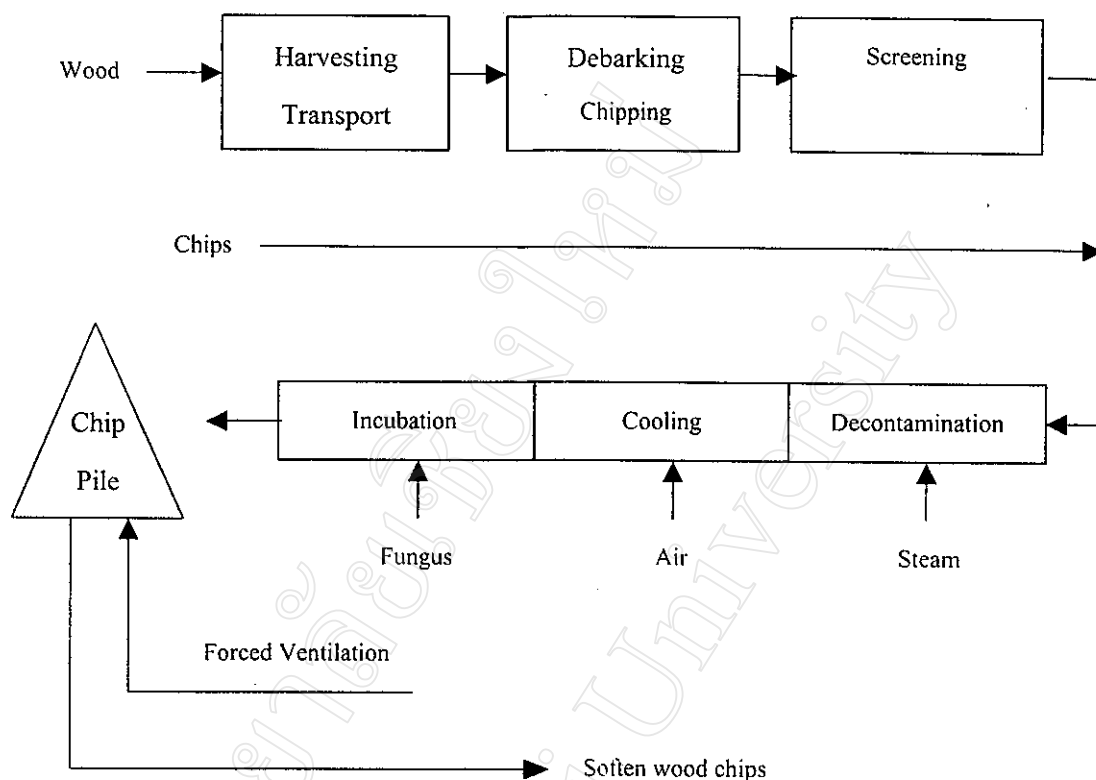 Wood
Harvesting
Transport
Debarking
Chipping
Screening
Chips
Chip
Pile
Incubation
Cooling
Decontamination
Fungus
Air
Steam
Forced Ventilation
Soften wood chips
University